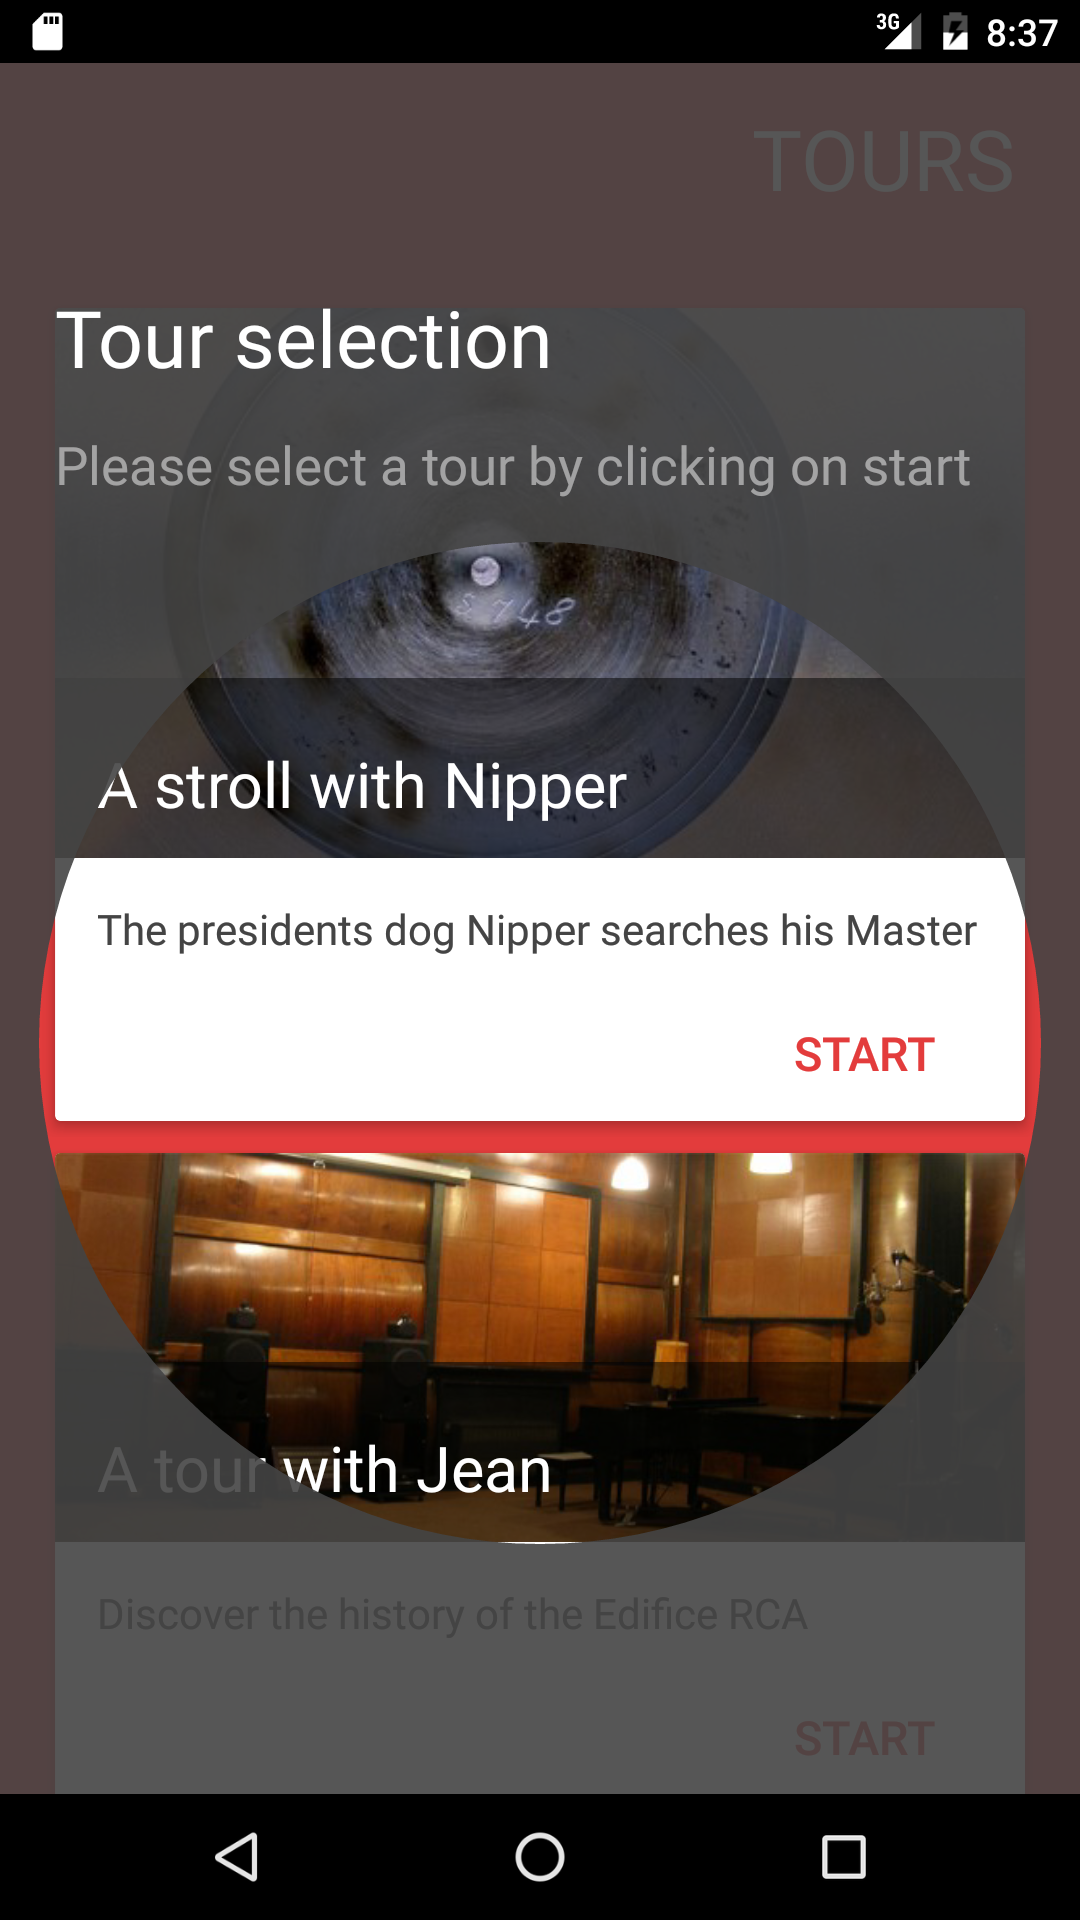 3G 8:37
TOURS
Tour selection
Please select a tour by clicking on start
S 748
A stroll with Nipper
The presidents dog Nipper searches his Master
START
A tour with Jean
Discover the history of the Edifice RCA
START